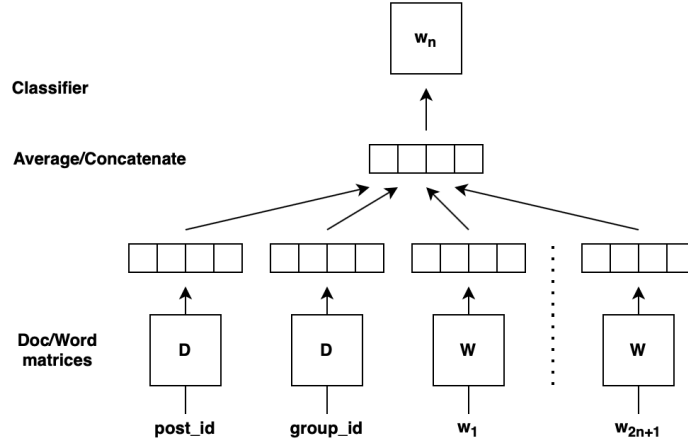 wn
Classifier
Average/Concatenate
Doc/Word
matrices
D
D
W
W
post_id
group_id
w1
w2n+1